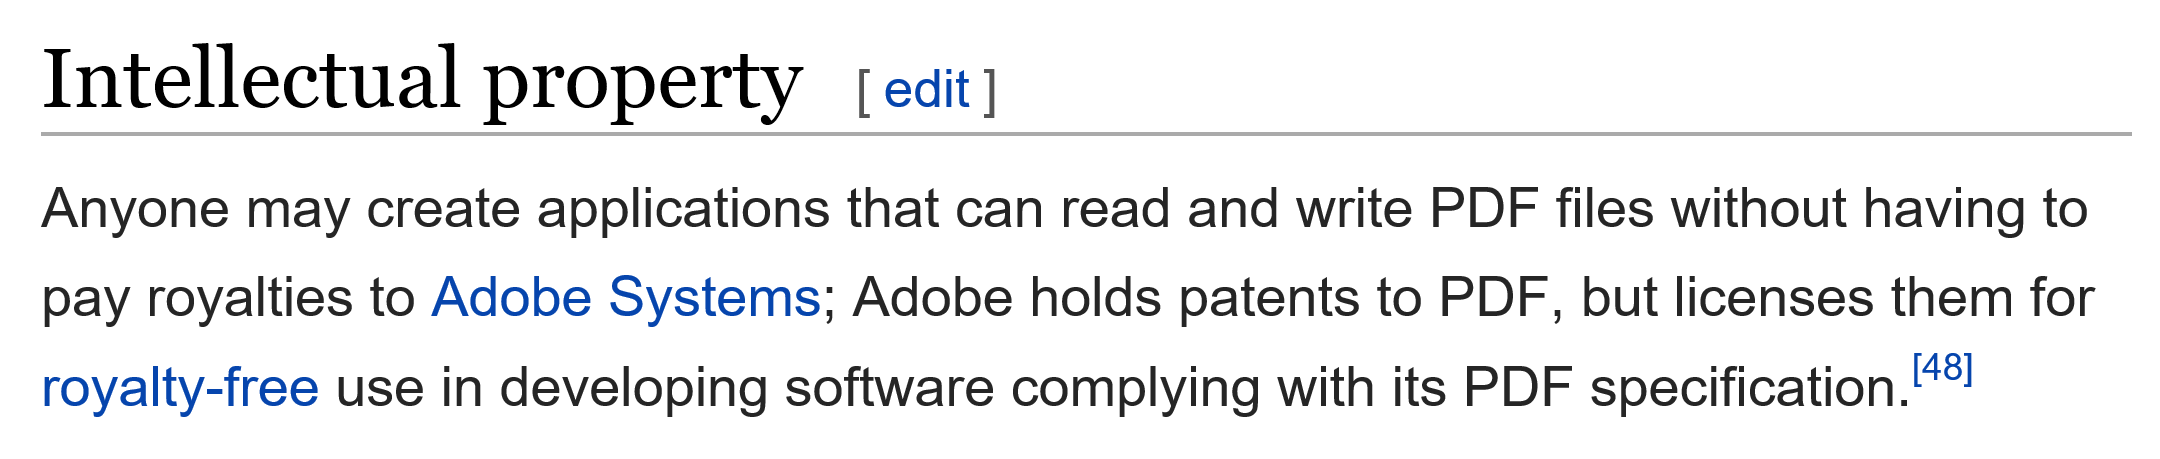 Intellectual property [ edit ]
Anyone may create applications that can read and write PDF files without having to
pay royalties to Adobe Systems; Adobe holds patents to PDF, but licenses them for
royalty-free use in developing software complying with its PDF specification.[48]